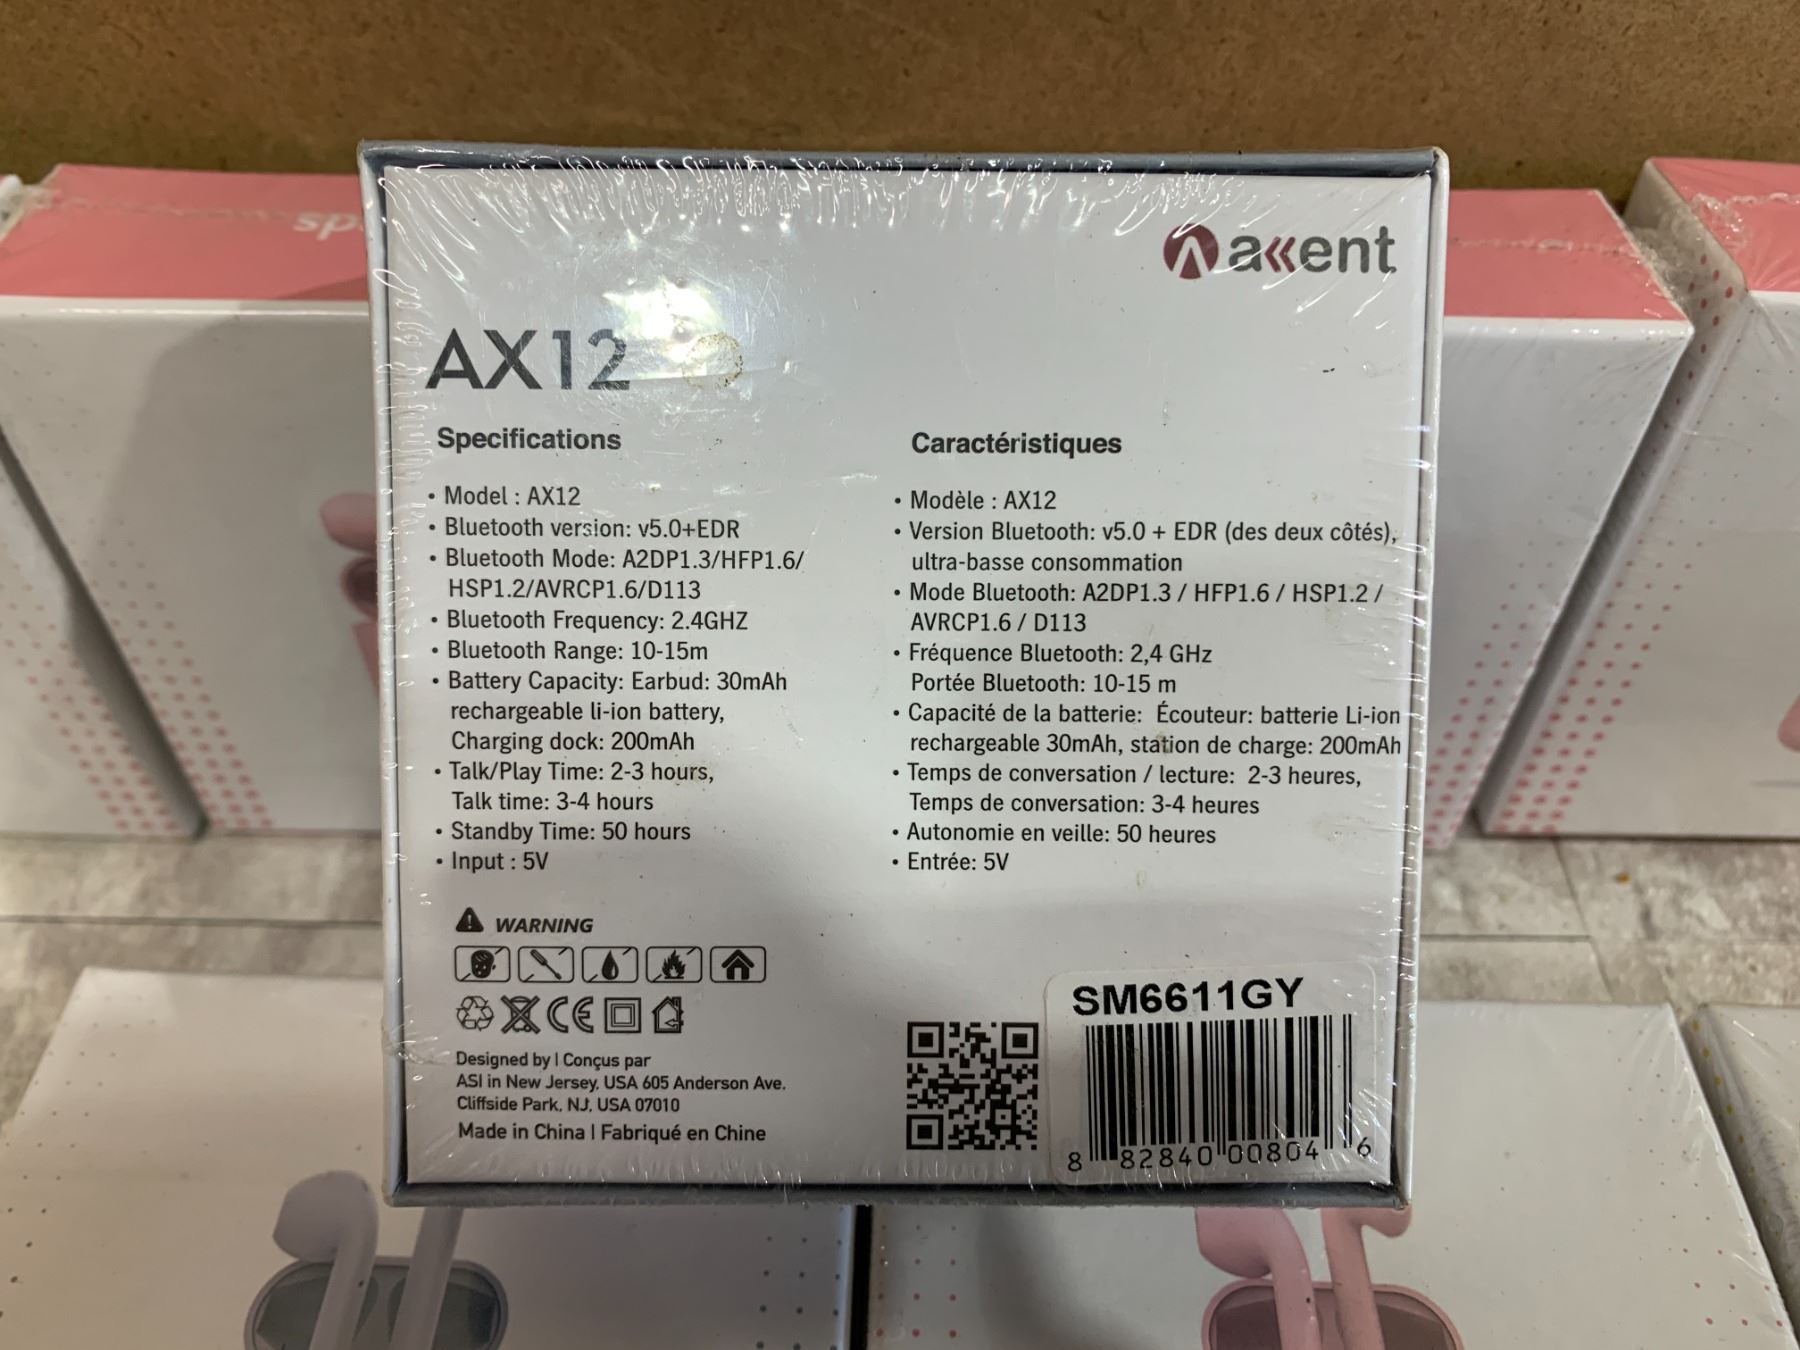 akkent
AX12
Specifications
• Model : AX12
• Bluetooth version: v5.0+EDR
• Bluetooth Mode: A2DP1.3/HFP1.6/
HSP1.2/AVRCP1.6/D113
• Bluetooth Frequency: 2.4GHZ
• Bluetooth Range: 10-15m
• Battery Capacity: Earbud: 30mAh
rechargeable li-ion battery,
Charging dock: 200mAh
• Talk/Play Time: 2-3 hours,
Talk time: 3-4 hours
• Standby Time: 50 hours
• Input : 5V
Caractéristiques
• Modèle : AX12
• Version Bluetooth: v5.0 + EDR (des deux côtés),
ultra-basse consommation
• Mode Bluetooth: A2DP1.3 / HFP1.6 / HSP1.2 /
AVRCP1.6 / D113
• Fréquence Bluetooth: 2,4 GHz
Portée Bluetooth: 10-15 m
• Capacité de la batterie: Écouteur: batterie Li-ion
rechargeable 30mAh, station de charge: 200mAh
• Temps de conversation / lecture: 2-3 heures,
Temps de conversation: 3-4 heures
• Autonomie en veille: 50 heures
• Entrée: 5V
WARNING
CE
Designed by | Conçus par
ASI in New Jersey, USA 605 Anderson Ave.
Cliffside Park, NJ, USA 07010
Made in China | Fabriqué en Chine
SM6611GY
8 82840 00804 6